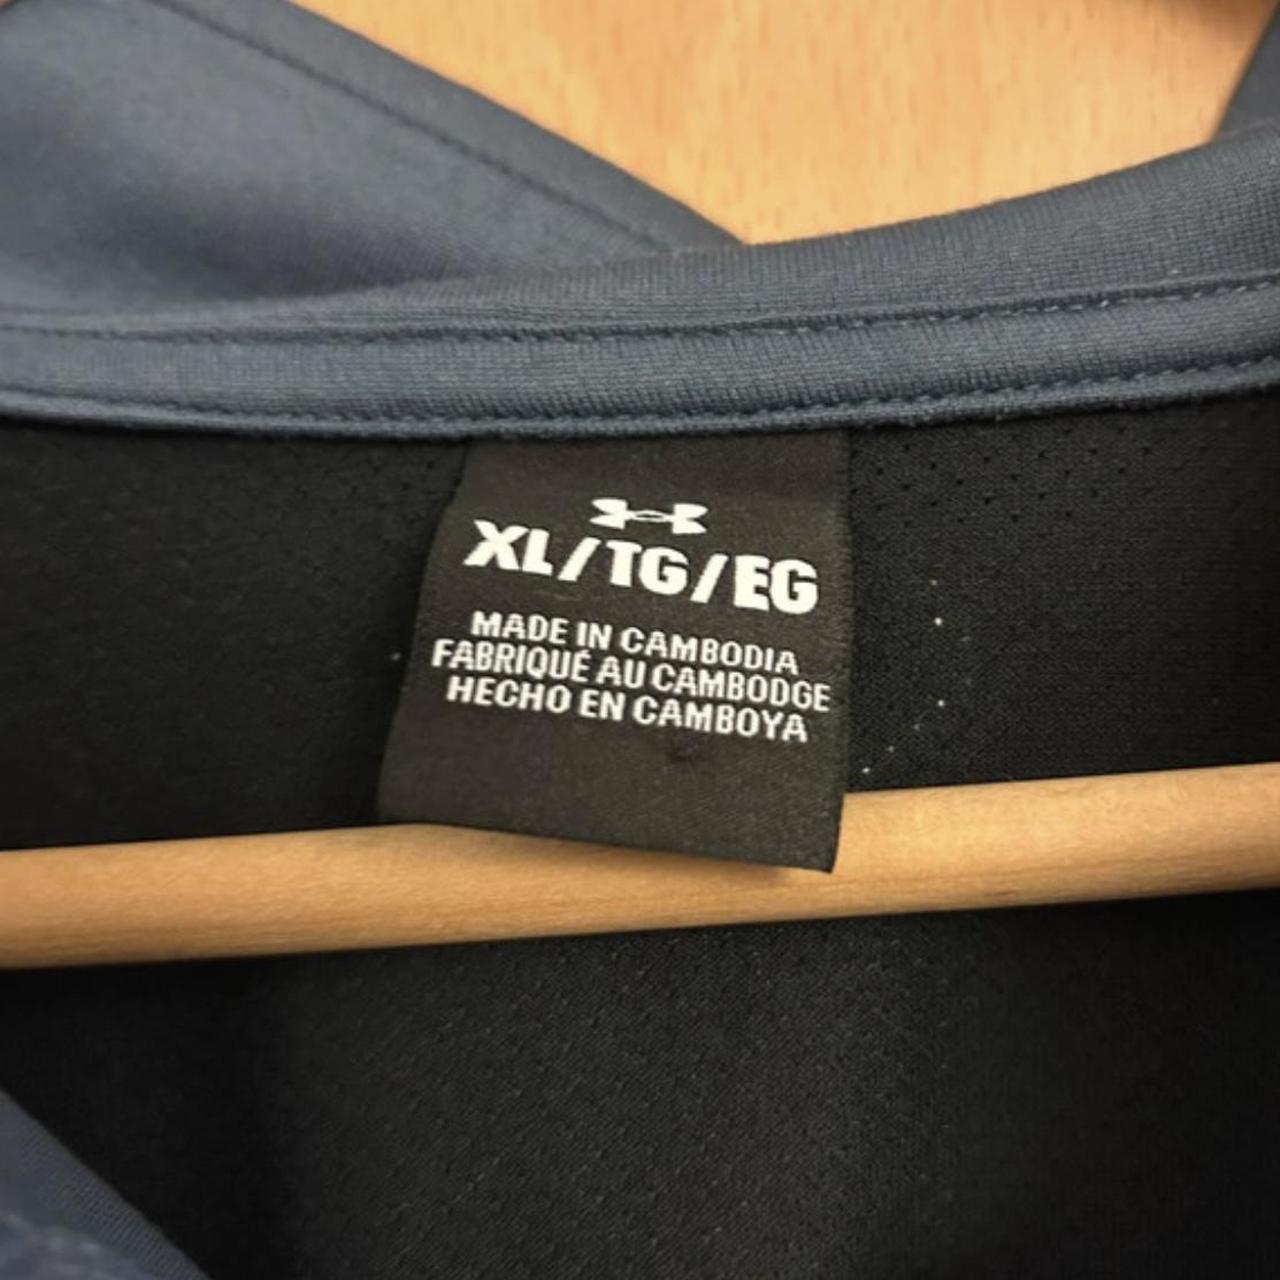 XL/TG/EG
MADE IN CAMBODIA
FABRIQUÉ AU CAMBODGE
HECHO EN CAMBOYA